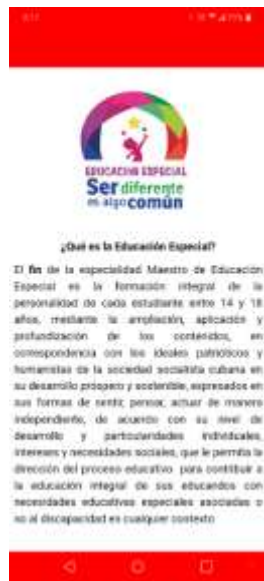 EDUCACIÓN ESPECIAL
Ser diferente
es algo común
¿Qué es la Educación Especial?
El fin de la especialidad Maestro de Educación
Especial es la formación integral de la
personalidad de cada estudiante entre 14 y 18
años, mediante la ampliación, aplicación y
profundización de los contenidos, en
correspondencia con los ideales patrióticos y
humanistas de la sociedad socialista cubana en
su desarrollo próspero y sostenible, expresados en
sus formas de sentir, pensar, actuar de manera
independiente, de acuerdo con su nivel de
desarrollo y particularidades individuales,
intereses y necesidades sociales, que le permita la
dirección del proceso educativo para contribuir a
la educación integral de sus educandos con
necesidades educativas especiales asociadas o
no al discapacidad en cualquier contexto